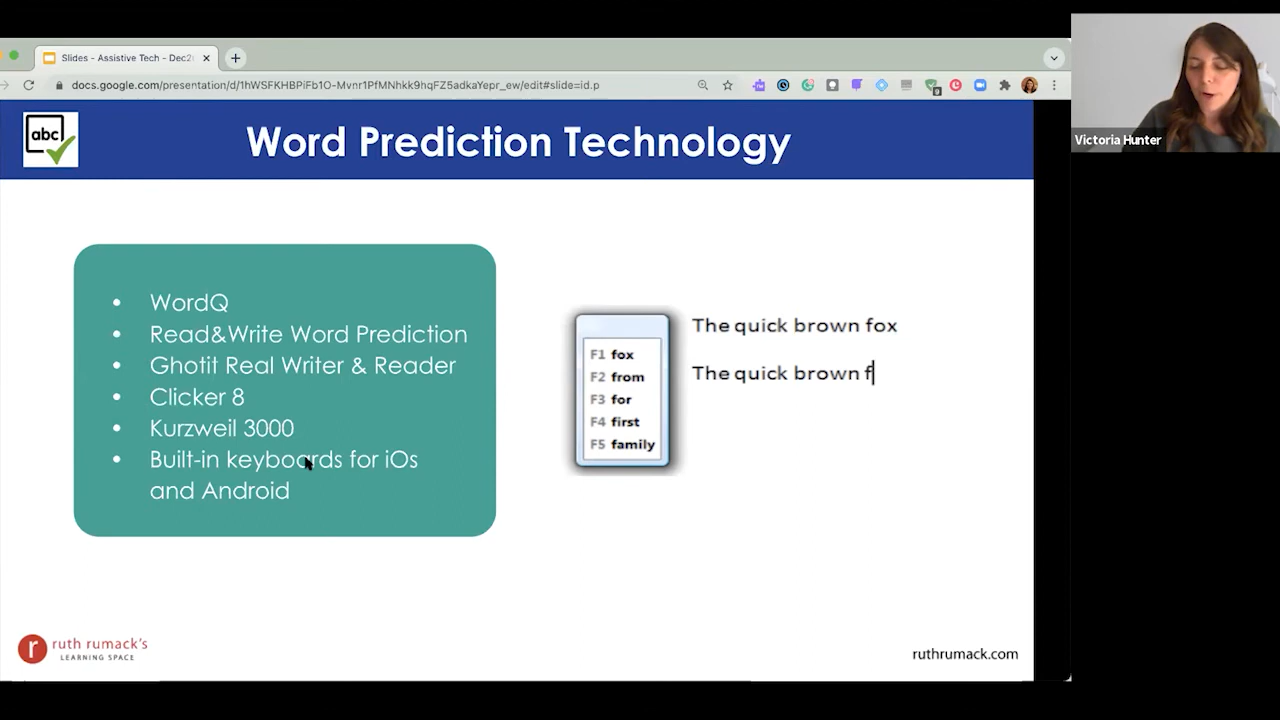 Slides - Assistive Tech - Dec2
docs.google.com/presentation/d/1hWSFKHBPiFb1O-Mvnr1PfMNhkk9hqFZ5adkaYepr_ew/edit#slide=id.p
Victoria Hunter
abc
Word Prediction Technology
• WordQ
• Read&Write Word Prediction
• Ghotit Real Writer & Reader
• Clicker 8
• Kurzweil 3000
• Built-in keyboards for iOs
and Android
F1 fox
F2 from
F3 for
F4 first
F5 family
The quick brown fox
The quick brown f
r ruth rumack's
LEARNING SPACE
ruthrumack.com